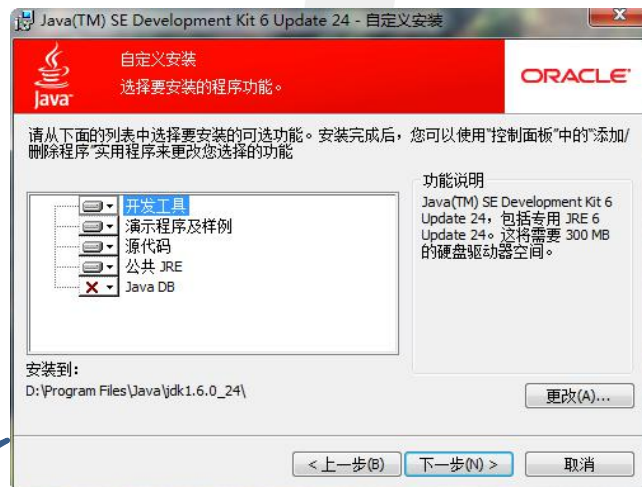 Java(TM) SE Development Kit 6 Update 24 - 自定义安装
自定义安装
选择要安装的程序功能。
Java
ORACLE
请从下面的列表中选择要安装的可选功能。安装完成后，您可以使用"控制面板"中的"添加/
删除程序"实用程序来更改您选择的功能
开发工具
演示程序及样例
源代码
公共 JRE
Java DB
功能说明
Java(TM) SE Development Kit 6
Update 24，包括专用 JRE 6
Update 24。这将需要 300 MB
的硬盘驱动器空间。
安装到：
D:\Program Files\Java\jdk1.6.0_24\
更改(A)...
<上一步(B)
下一步(N) >
取消